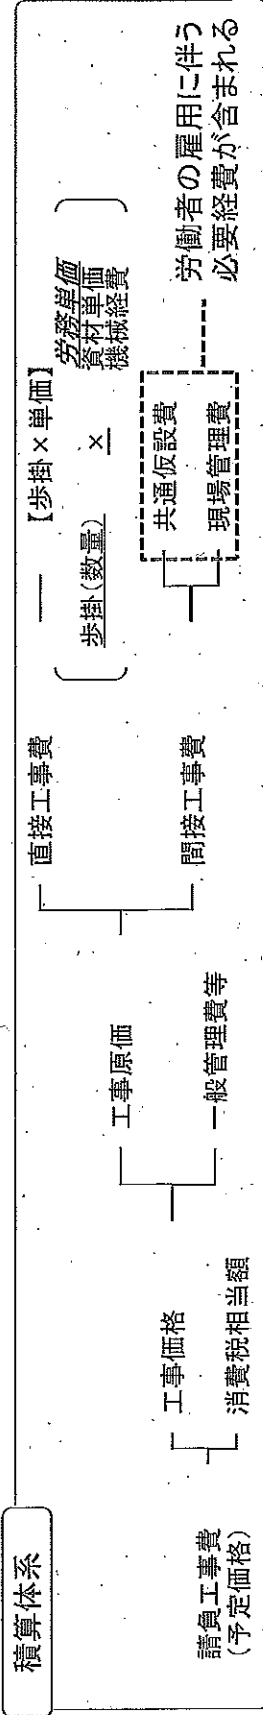 積算体系
請負工事費
(予定価格)
工事価格
消費税相当額
工事原価
一般管理費等
直接工事費
間接工事費
【歩掛×単価】
歩掛(数量)
×
労務単価
資材単価
機械経費
共通仮設費
現場管理費
労働者の雇用に伴う
必要経費が含まれる